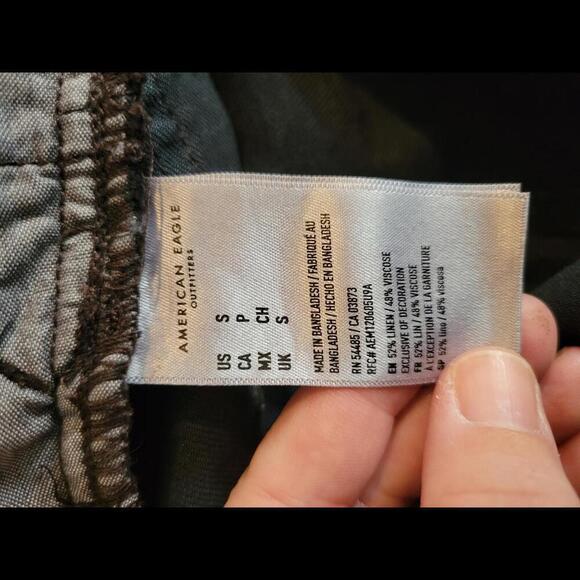 AMERICAN EAGLE
OUTFITTERS
US S
CA P
MX CH
UK S
MADE IN BANGLADESH / FABRIQUÉ AU
BANGLADESH / HECHO EN BANGLADESH
RN 54485 / CA 03873
RFC# AEM120605U9A
EN 52% LINEN / 48% VISCOSE
EXCLUSIVE OF DECORATION
FR 52% LIN / 48% VISCOSE
À L'EXCEPTION DE LA GARNITURE
SP 52% lino / 48% viscosa